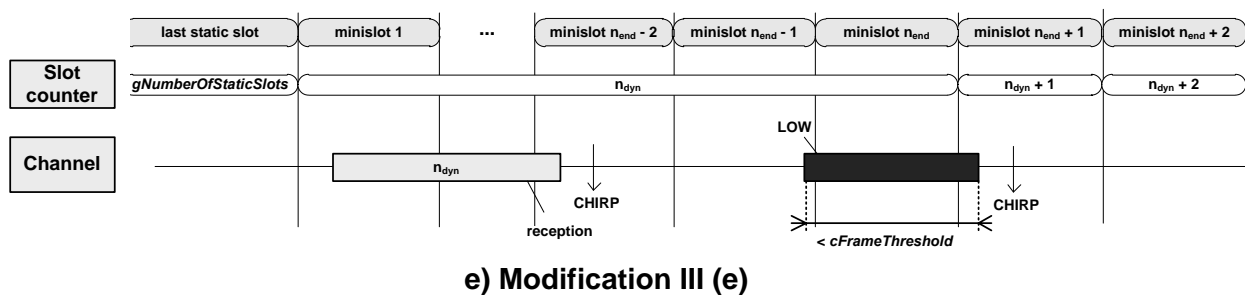 last static slot minislot 1 ... minislot nend - 2 minislot nend - 1 minislot nend minislot nend + 1 minislot nend + 2
Slot
counter
gNumberOfStaticSlots ndyn ndyn + 1 ndyn + 2
LOW
Channel
ndyn
CHIRP
CHIRP
reception
< cFrameThreshold
e) Modification III (e)